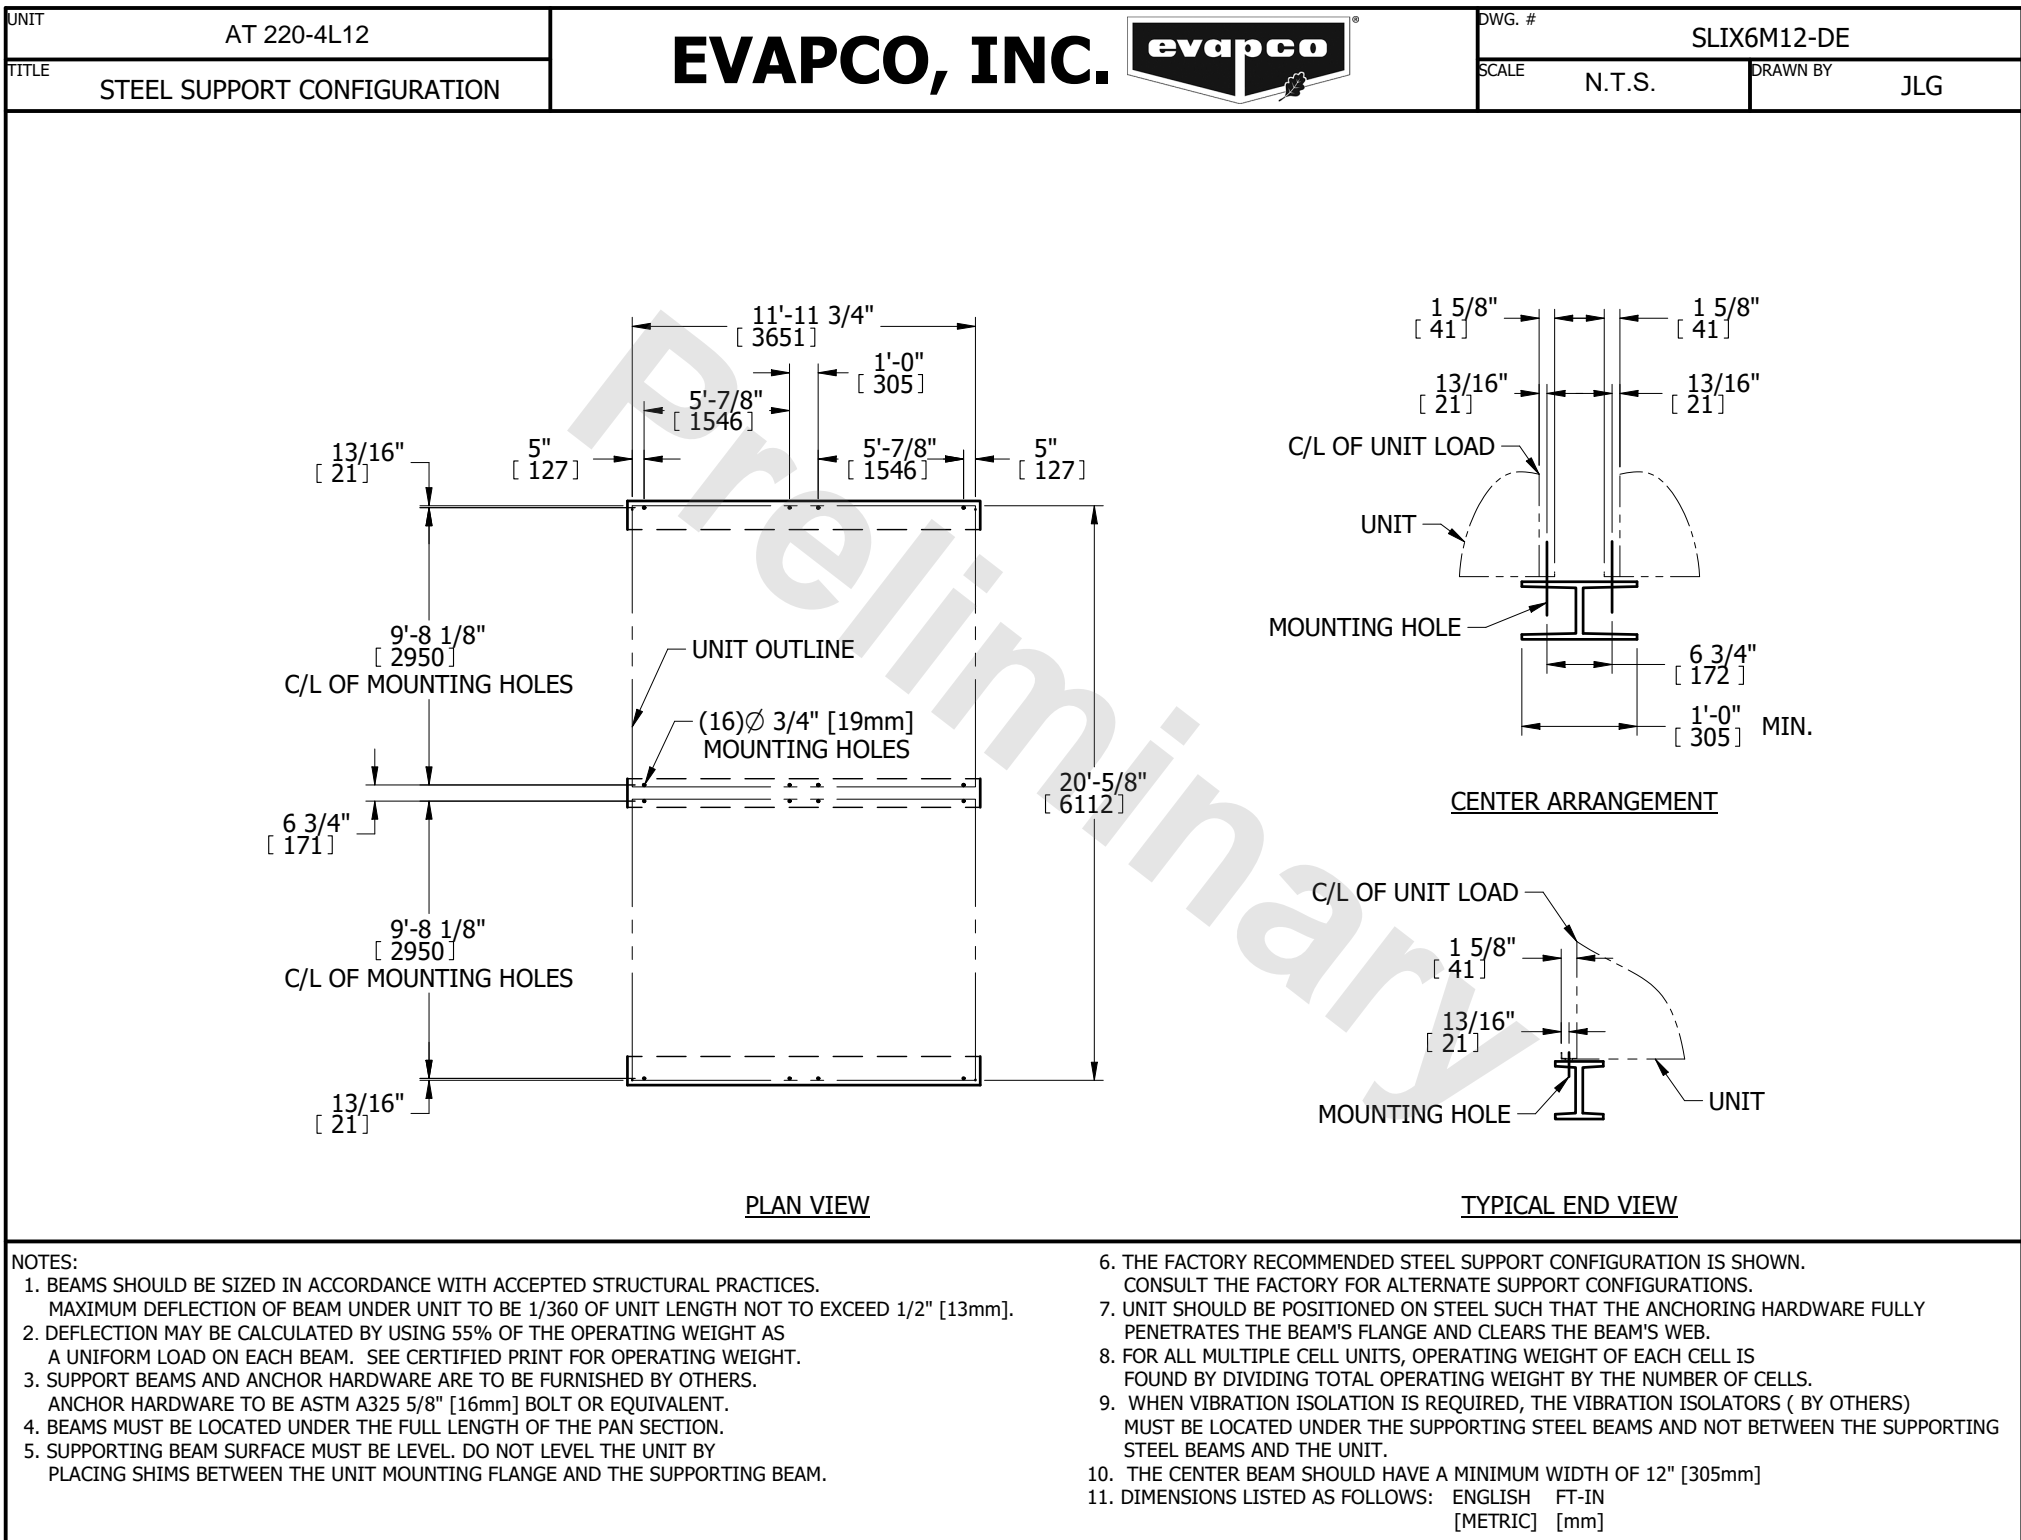 UNIT
AT 220-4L12
TITLE
STEEL SUPPORT CONFIGURATION
EVAPCO, INC.
evapco
®
DWG. #
SLIX6M12-DE
SCALE
N.T.S.
DRAWN BY
JLG
11'-11 3/4"
[ 3651]
1'-0"
[ 305]
5'-7/8"
[ 1546]
13/16"
[ 21]
5"
[ 127]
5'-7/8"
[ 1546]
5"
[ 127]
9'-8 1/8"
[ 2950]
C/L OF MOUNTING HOLES
UNIT OUTLINE
(16)∅ 3/4" [19mm]
MOUNTING HOLES
20'-5/8"
[ 6112]
6 3/4"
[ 171]
9'-8 1/8"
[ 2950]
C/L OF MOUNTING HOLES
13/16"
[ 21]
PLAN VIEW
1 5/8"
[ 41]
1 5/8"
[ 41]
13/16"
[ 21]
13/16"
[ 21]
C/L OF UNIT LOAD
UNIT
MOUNTING HOLE
6 3/4"
[ 172]
1'-0"
[ 305] MIN.
CENTER ARRANGEMENT
C/L OF UNIT LOAD
1 5/8"
[ 41]
13/16"
[ 21]
MOUNTING HOLE
UNIT
TYPICAL END VIEW
Preliminary
NOTES:
1. BEAMS SHOULD BE SIZED IN ACCORDANCE WITH ACCEPTED STRUCTURAL PRACTICES.
MAXIMUM DEFLECTION OF BEAM UNDER UNIT TO BE 1/360 OF UNIT LENGTH NOT TO EXCEED 1/2" [13mm].
2. DEFLECTION MAY BE CALCULATED BY USING 55% OF THE OPERATING WEIGHT AS
A UNIFORM LOAD ON EACH BEAM. SEE CERTIFIED PRINT FOR OPERATING WEIGHT.
3. SUPPORT BEAMS AND ANCHOR HARDWARE ARE TO BE FURNISHED BY OTHERS.
ANCHOR HARDWARE TO BE ASTM A325 5/8" [16mm] BOLT OR EQUIVALENT.
4. BEAMS MUST BE LOCATED UNDER THE FULL LENGTH OF THE PAN SECTION.
5. SUPPORTING BEAM SURFACE MUST BE LEVEL. DO NOT LEVEL THE UNIT BY
PLACING SHIMS BETWEEN THE UNIT MOUNTING FLANGE AND THE SUPPORTING BEAM.
6. THE FACTORY RECOMMENDED STEEL SUPPORT CONFIGURATION IS SHOWN.
CONSULT THE FACTORY FOR ALTERNATE SUPPORT CONFIGURATIONS.
7. UNIT SHOULD BE POSITIONED ON STEEL SUCH THAT THE ANCHORING HARDWARE FULLY
PENETRATES THE BEAM'S FLANGE AND CLEARS THE BEAM'S WEB.
8. FOR ALL MULTIPLE CELL UNITS, OPERATING WEIGHT OF EACH CELL IS
FOUND BY DIVIDING TOTAL OPERATING WEIGHT BY THE NUMBER OF CELLS.
9. WHEN VIBRATION ISOLATION IS REQUIRED, THE VIBRATION ISOLATORS ( BY OTHERS)
MUST BE LOCATED UNDER THE SUPPORTING STEEL BEAMS AND NOT BETWEEN THE SUPPORTING
STEEL BEAMS AND THE UNIT.
10. THE CENTER BEAM SHOULD HAVE A MINIMUM WIDTH OF 12" [305mm]
11. DIMENSIONS LISTED AS FOLLOWS: ENGLISH FT-IN
[METRIC] [mm]